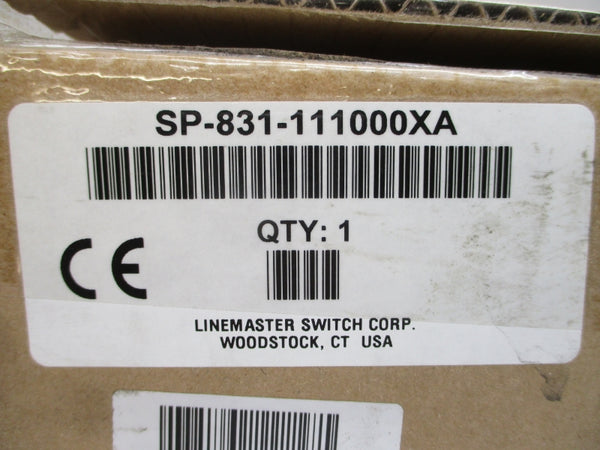 SP-831-111000XA
QTY: 1
CE
LINEMASTER SWITCH CORP.
WOODSTOCK, CT USA